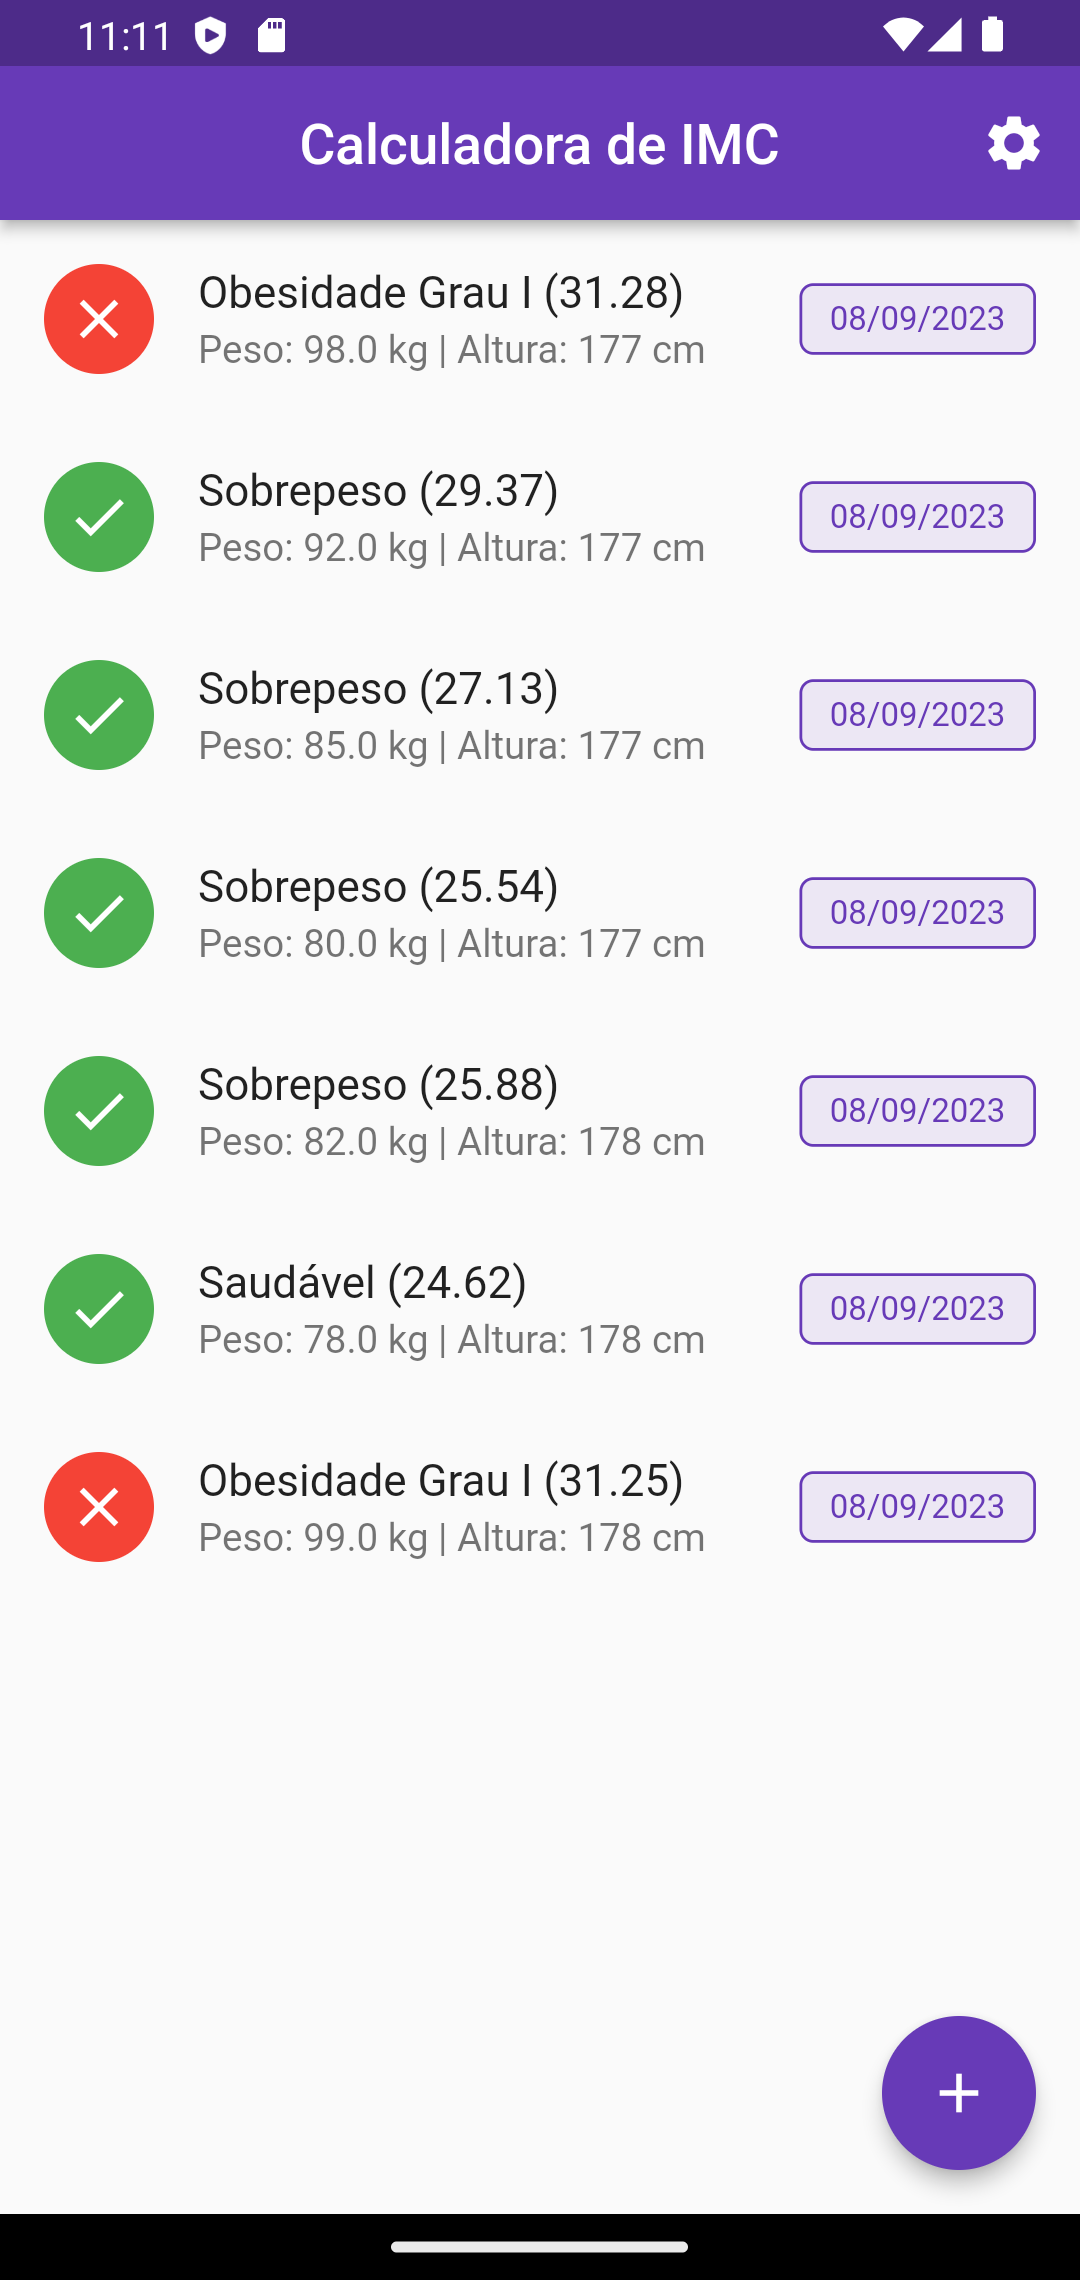 11:11
Calculadora de IMC
Obesidade Grau I (31.28)
Peso: 98.0 kg | Altura: 177 cm
08/09/2023
Sobrepeso (29.37)
Peso: 92.0 kg | Altura: 177 cm
08/09/2023
Sobrepeso (27.13)
Peso: 85.0 kg | Altura: 177 cm
08/09/2023
Sobrepeso (25.54)
Peso: 80.0 kg | Altura: 177 cm
08/09/2023
Sobrepeso (25.88)
Peso: 82.0 kg | Altura: 178 cm
08/09/2023
Saudável (24.62)
Peso: 78.0 kg | Altura: 178 cm
08/09/2023
Obesidade Grau I (31.25)
Peso: 99.0 kg | Altura: 178 cm
08/09/2023